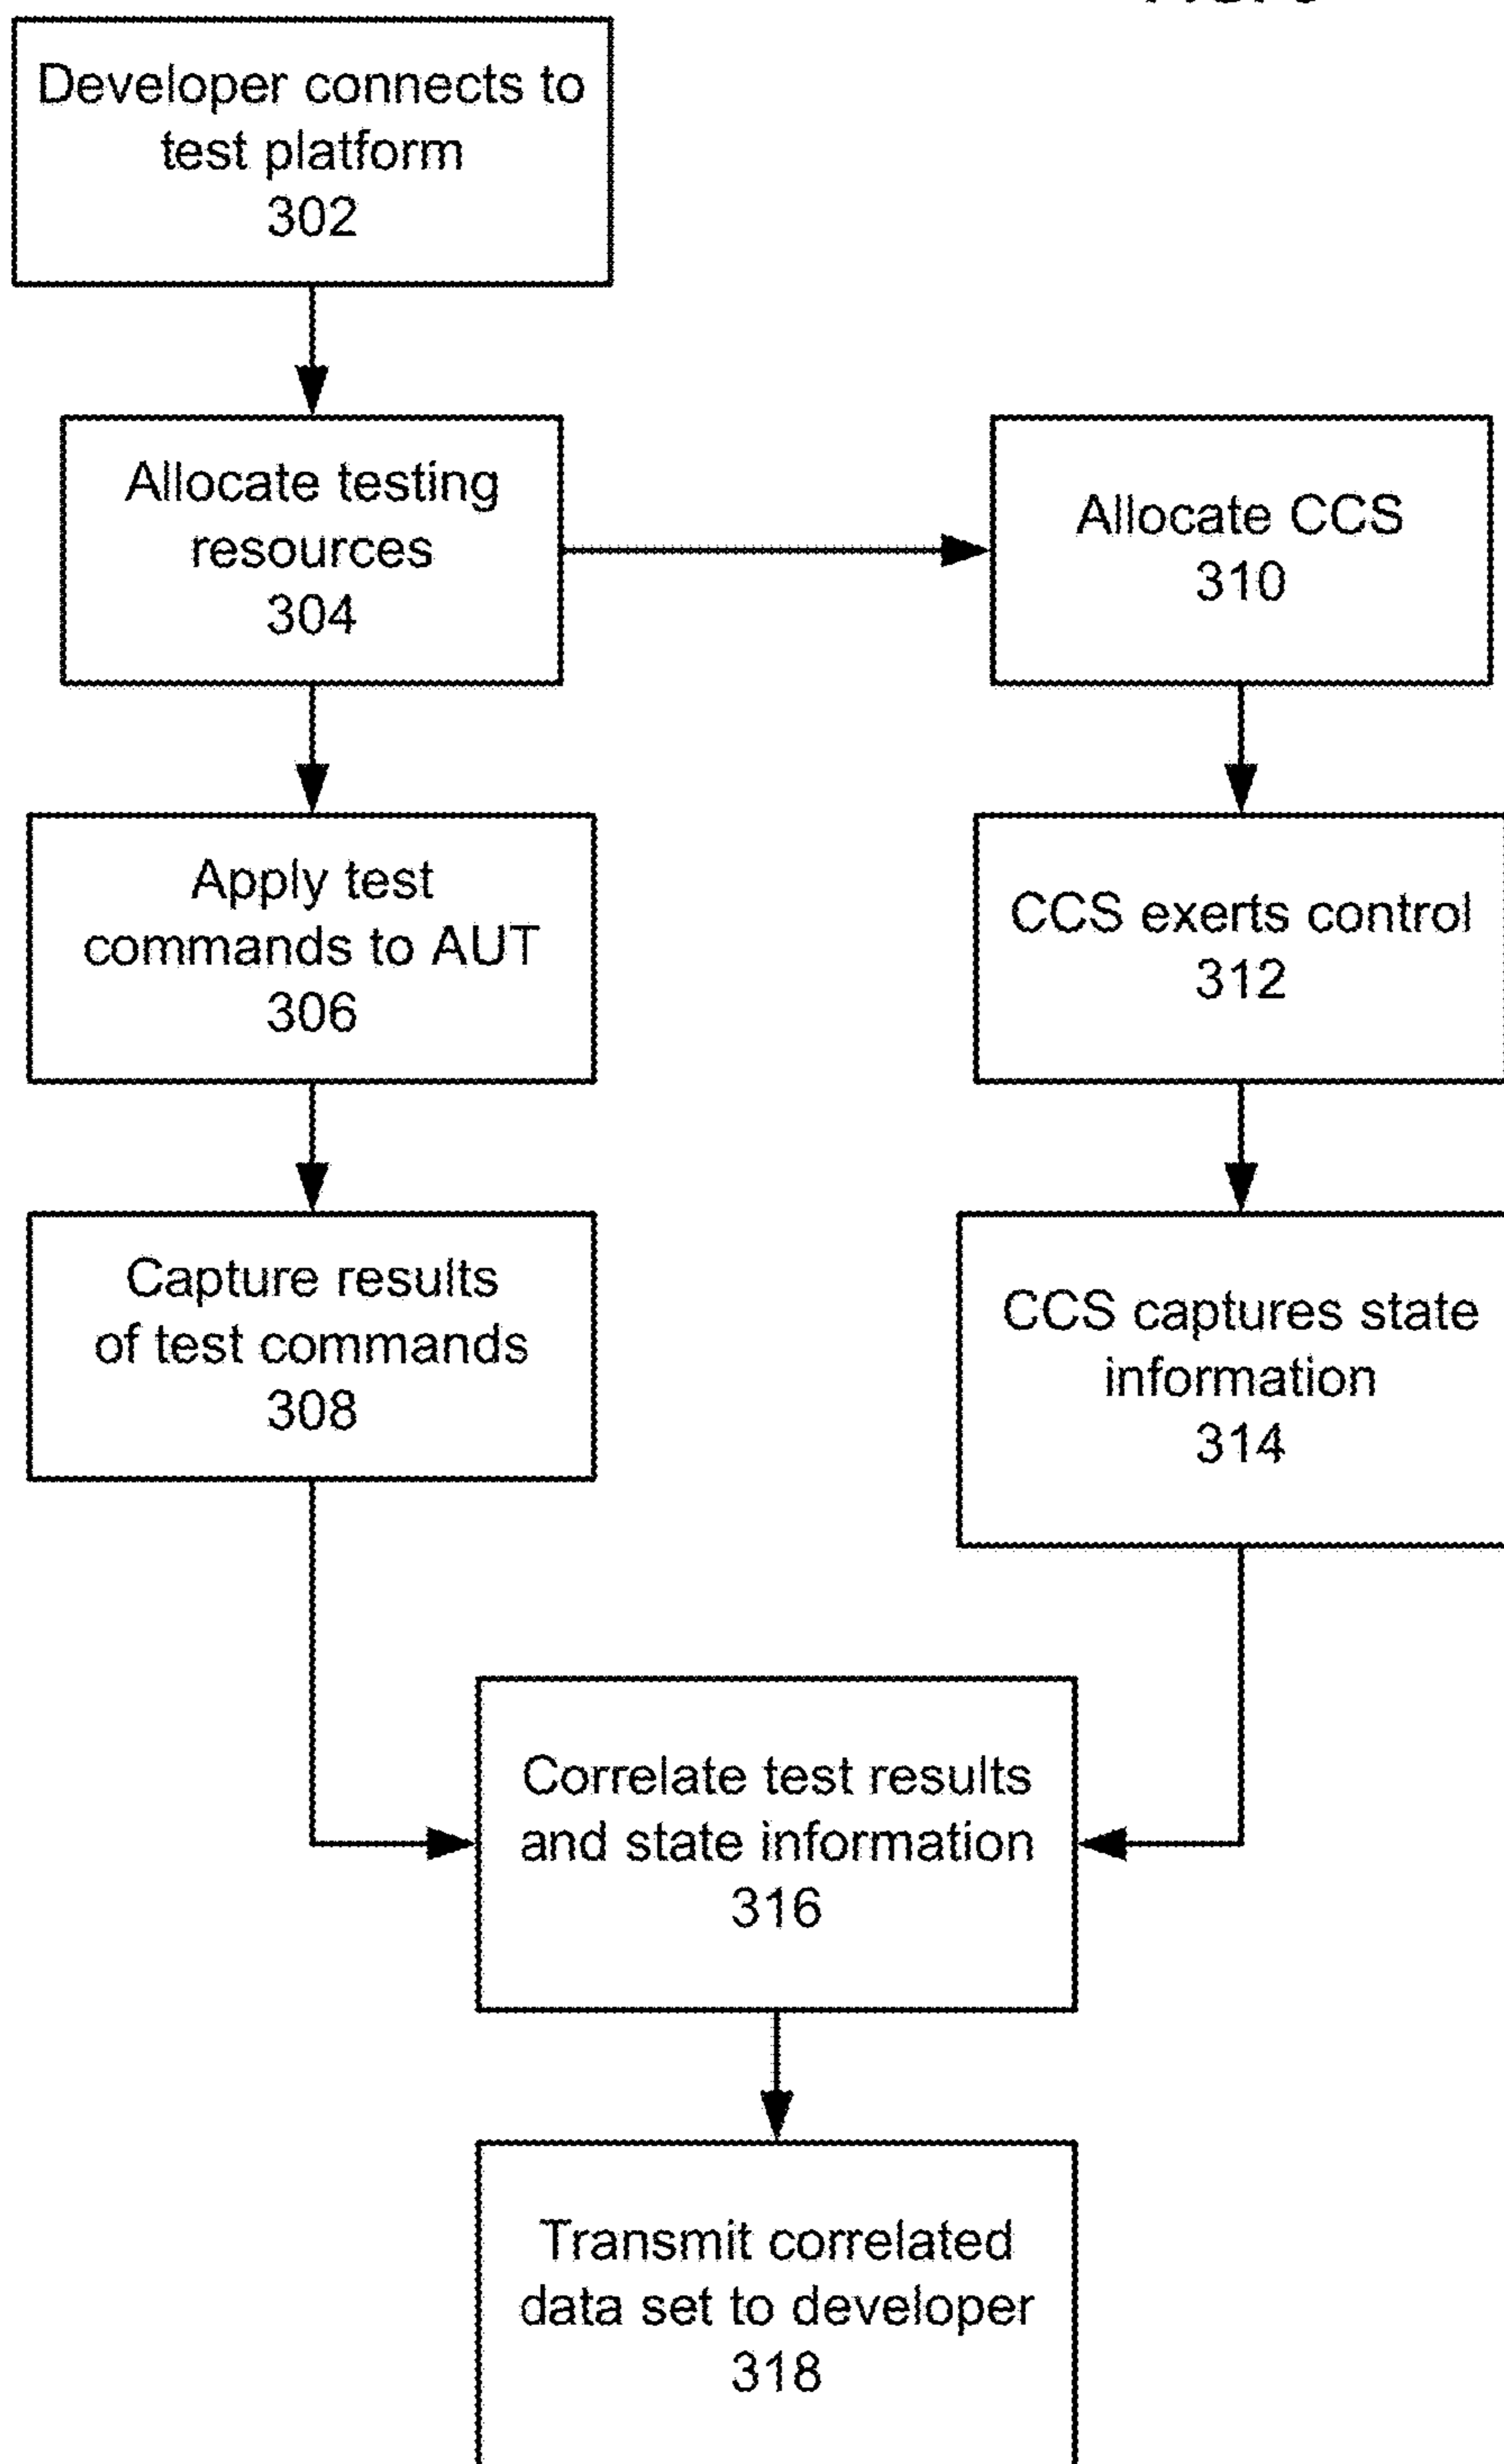 Developer connects to
test platform
302
Allocate testing
resources
304
Allocate CCS
310
Apply test
commands to AUT
306
CCS exerts control
312
Capture results
of test commands
308
CCS captures state
information
314
Correlate test results
and state information
316
Transmit correlated
data set to developer
318